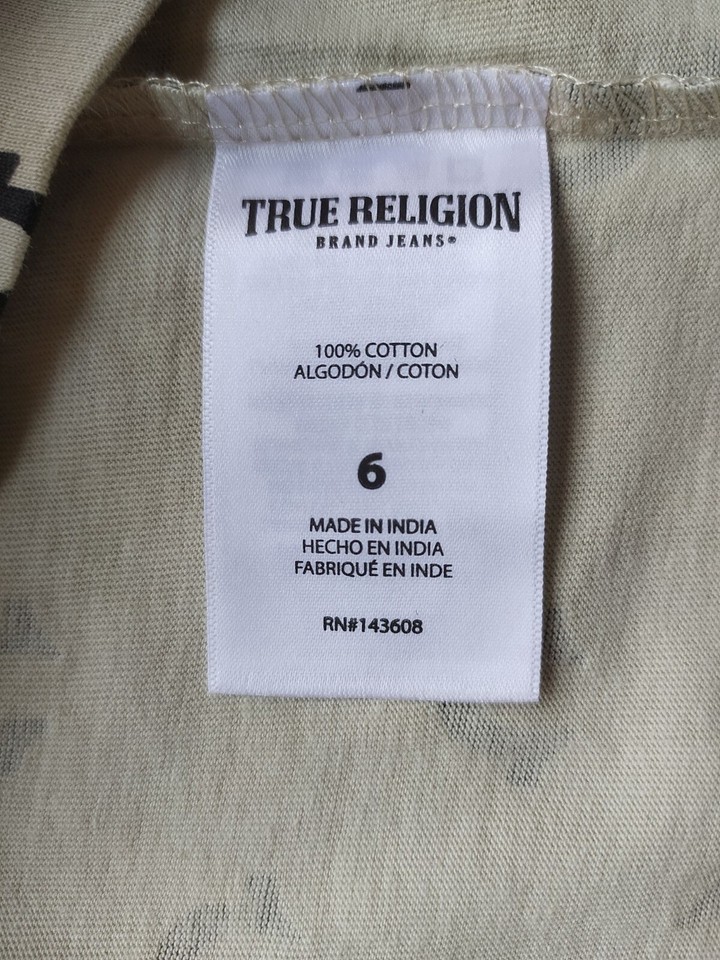 TRUE RELIGION
BRAND JEANS®
100% COTTON
ALGODÓN / COTON
6
MADE IN INDIA
HECHO EN INDIA
FABRIQUÉ EN INDE
RN#143608